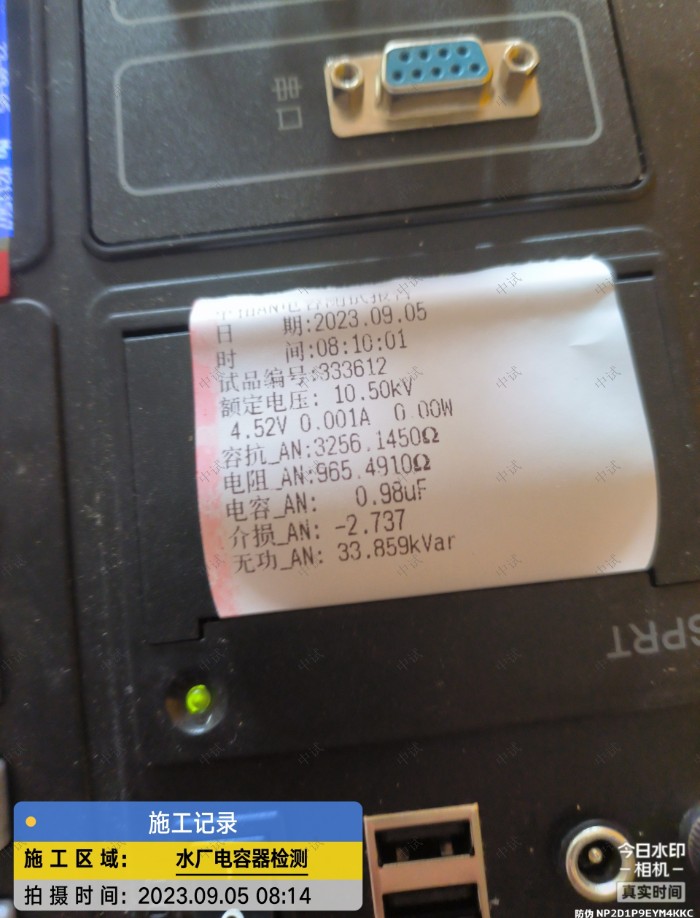 串口
日 期:2023.09.05
时 间:08:10:01
试品编号:333612
额定电压: 10.50kV
4.52V 0.001A 0.00W
容抗_AN:3256.1450Ω
电阻_AN:965.4910Ω
电容_AN: 0.98uF
介损_AN: -2.737
无功_AN: 33.859kVar
SPRT
施工记录
施工区域: 水厂电容器检测
拍摄时间: 2023.09.05 08:14
今日水印
相机
真实时间
防伪 NP2D1P9EYM4KKC
中试